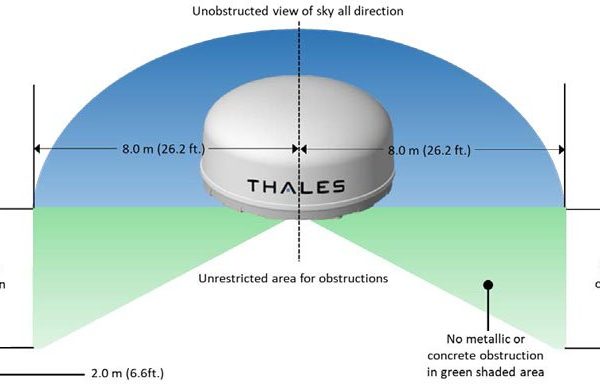 Unobstructed view of sky all direction
8.0 m (26.2 ft.)
8.0 m (26.2 ft.)
THALES
Unrestricted area for obstructions
No metallic or
concrete obstruction
in green shaded area
2.0 m (6.6ft.)